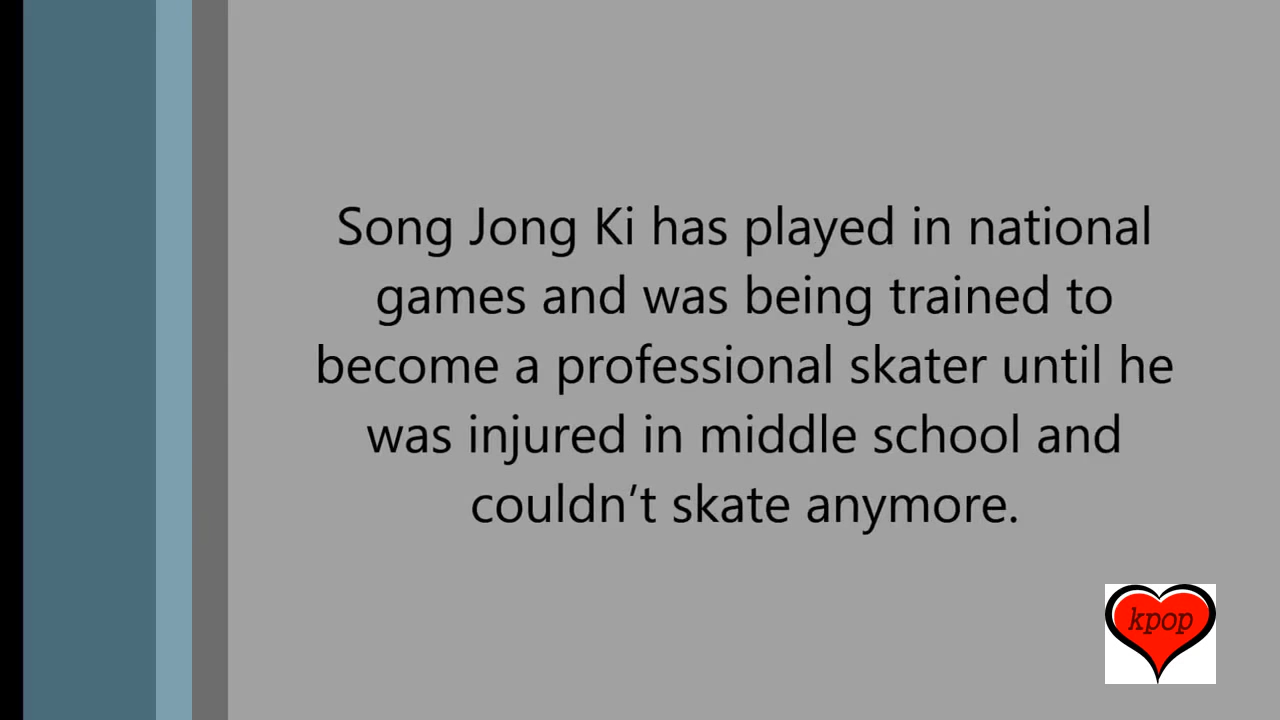 Song Jong Ki has played in national
games and was being trained to
become a professional skater until he
was injured in middle school and
couldn’t skate anymore.
kpop